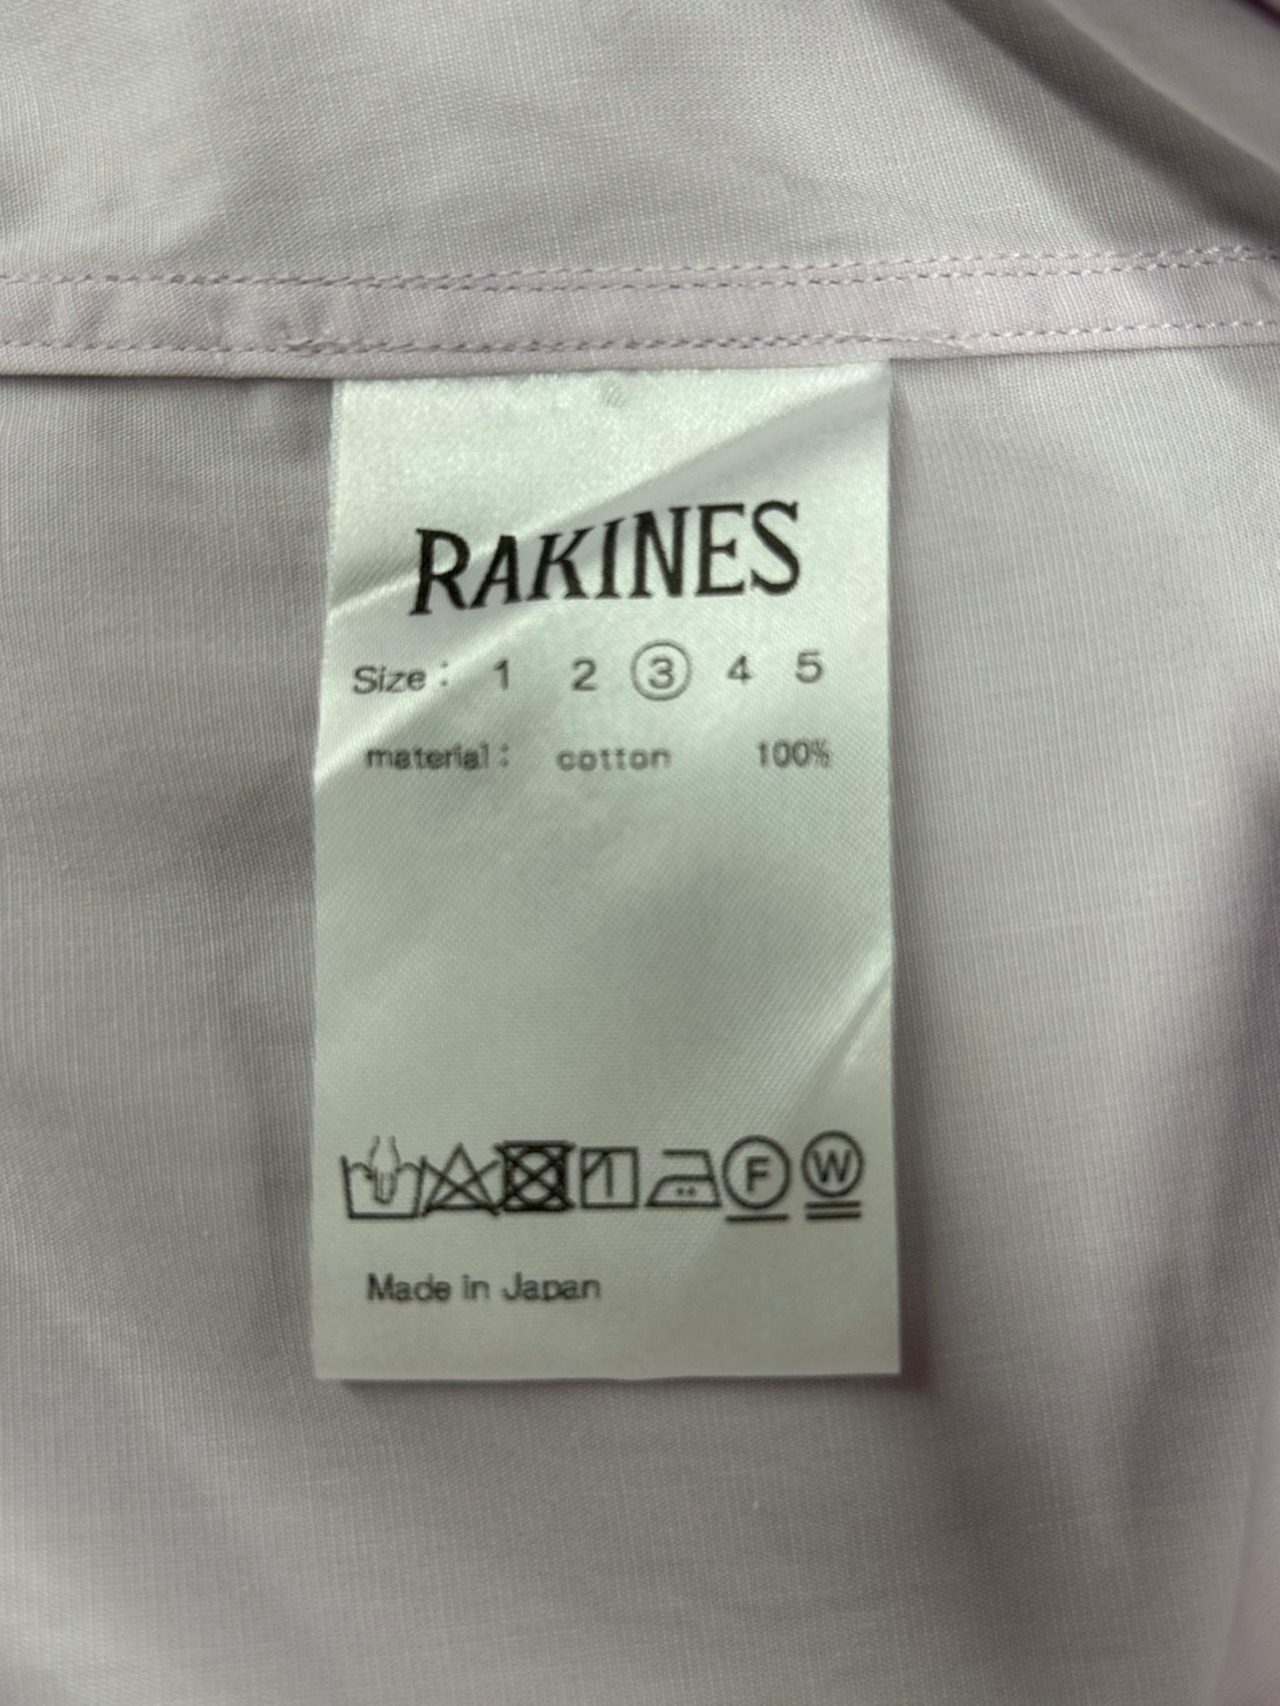 RAKINES
Size: 1 2 3 4 5
material: cotton 100%
F W
Made in Japan